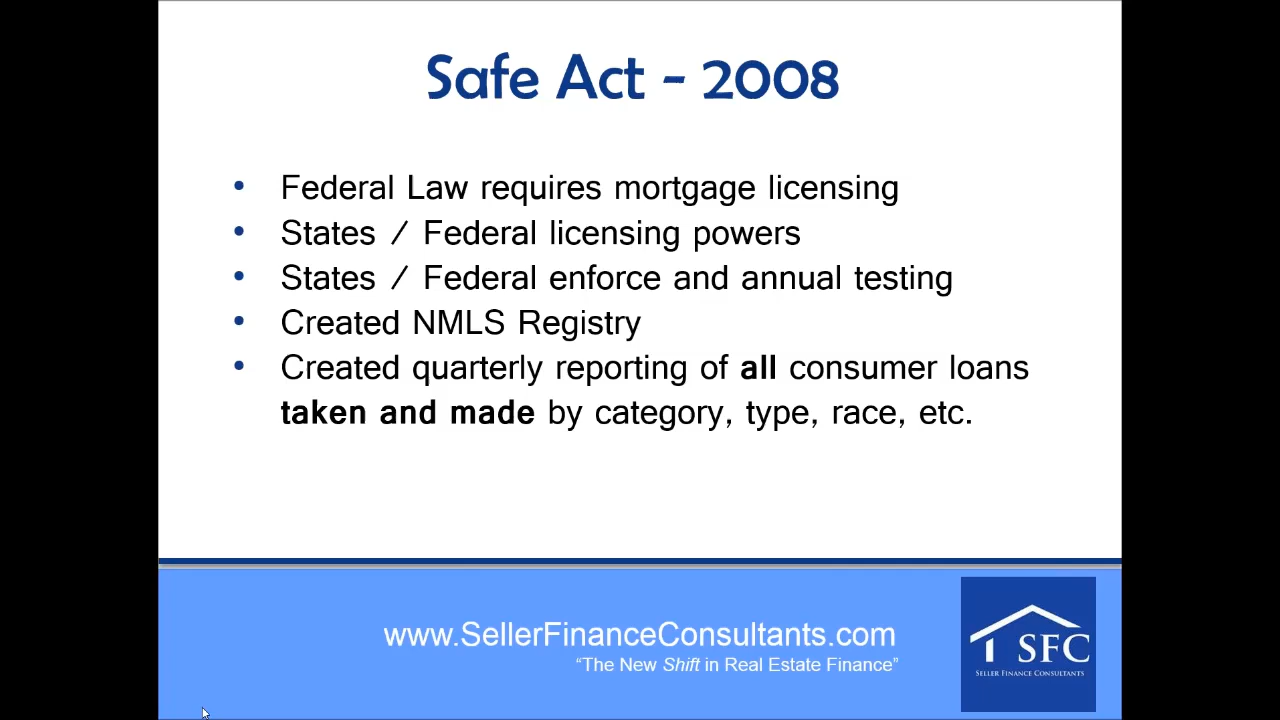 Safe Act - 2008
• Federal Law requires mortgage licensing
• States / Federal licensing powers
• States / Federal enforce and annual testing
• Created NMLS Registry
• Created quarterly reporting of all consumer loans
taken and made by category, type, race, etc.
www.SellerFinanceConsultants.com
“The New Shift in Real Estate Finance”
SFC
SELLER FINANCE CONSULTANTS